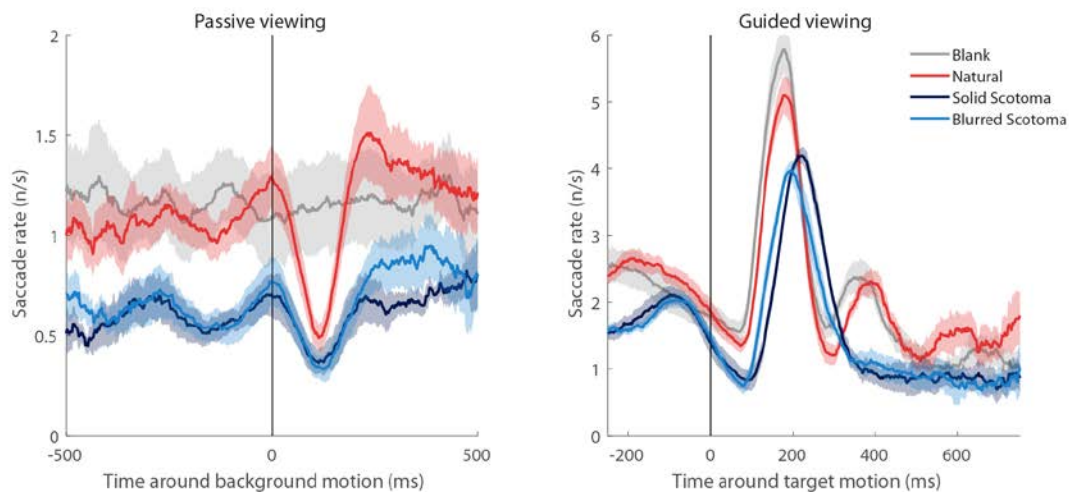 Passive viewing
2
1.5
1
0.5
0
-500
0
500
Saccade rate (n/s)
Time around background motion (ms)
Guided viewing
6
5
4
3
2
1
0
-200
0
200
400
600
Saccade rate (n/s)
Time around target motion (ms)
Blank
Natural
Solid Scotoma
Blurred Scotoma